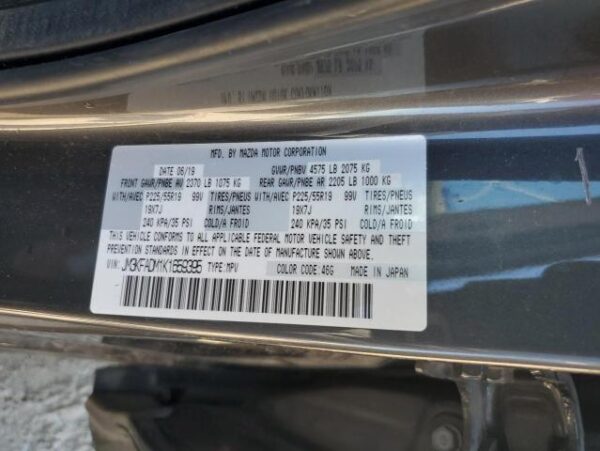 MFD. BY MAZDA MOTOR CORPORATION
DATE 06/19 GVWR/PNBV 4575 LB 2075 KG
FRONT GAWR/PNBE AV 2370 LB 1075 KG REAR GAWR/PNBE AR 2205 LB 1000 KG
WITH/AVEC P225/55R19 99V TIRES/PNEUS WITH/AVEC P225/55R19 99V TIRES/PNEUS
19X7J RIMS/JANTES 19X7J RIMS/JANTES
240 KPA/35 PSI COLD/A FROID 240 KPA/35 PSI COLD/A FROID
THIS VEHICLE CONFORMS TO ALL APPLICABLE FEDERAL MOTOR VEHICLE SAFETY AND THEFT
PREVENTION STANDARDS IN EFFECT ON THE DATE OF MANUFACTURE SHOWN ABOVE.
VIN: TYPE:MPV COLOR CODE 46G MADE IN JAPAN